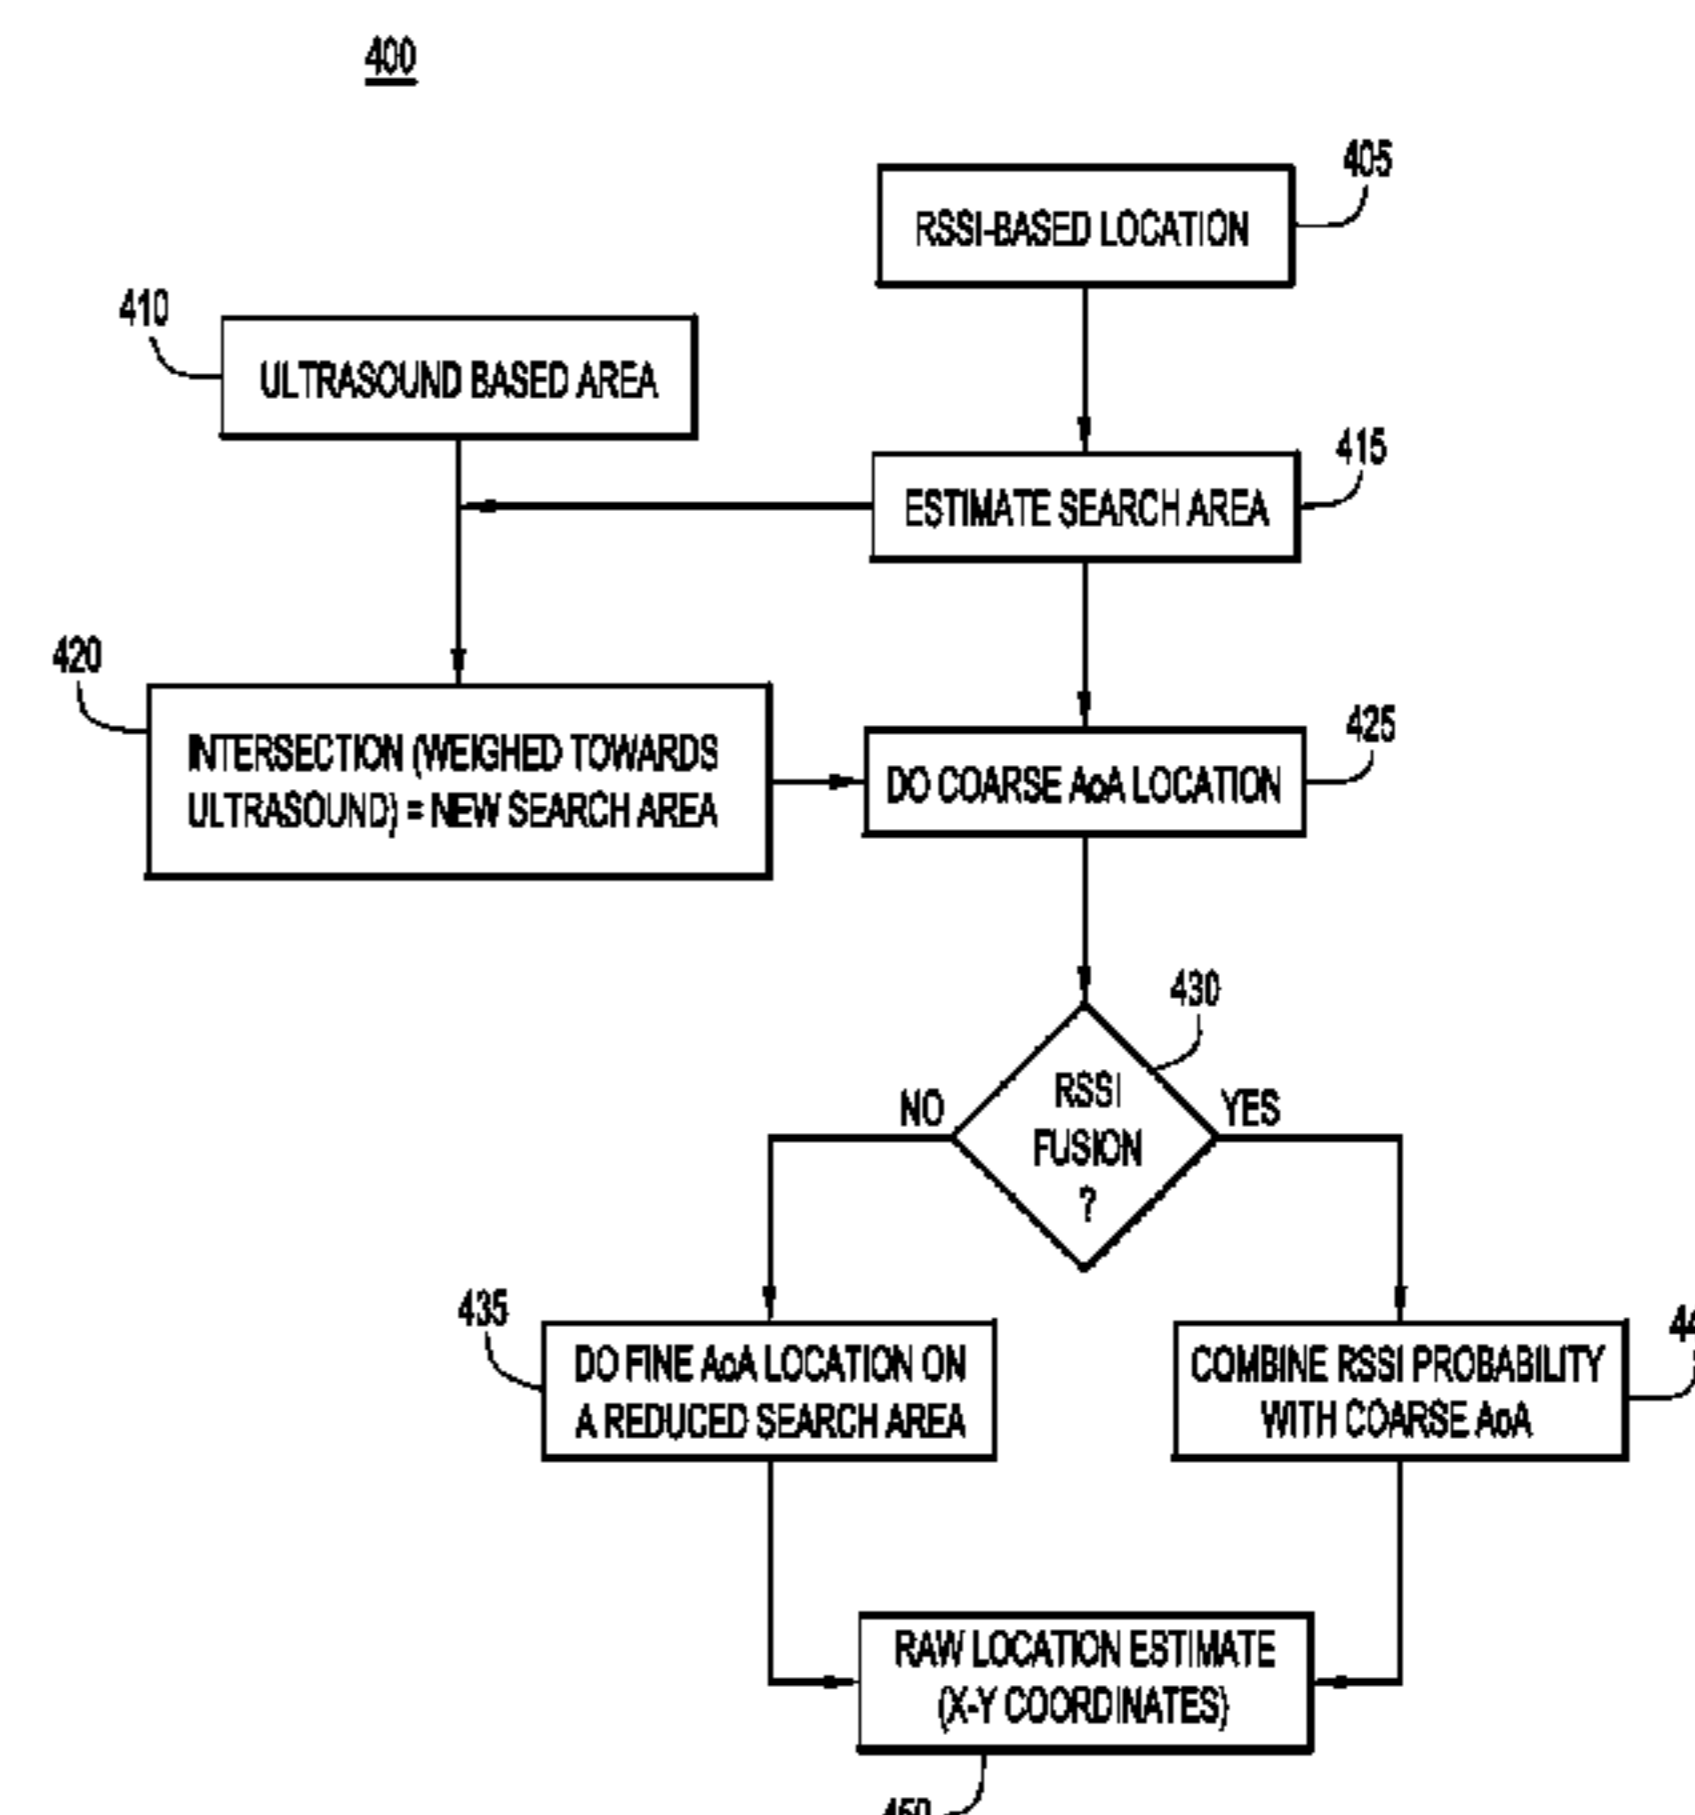 400
405
RSSI-BASED LOCATION
410
ULTRASOUND BASED AREA
415
ESTIMATE SEARCH AREA
420
INTERSECTION (WEIGHED TOWARDS
ULTRASOUND) = NEW SEARCH AREA
425
DO COARSE AoA LOCATION
430
RSSI
FUSION
?
NO
YES
435
DO FINE AoA LOCATION ON
A REDUCED SEARCH AREA
COMBINE RSSI PROBABILITY
WITH COARSE AoA
RAW LOCATION ESTIMATE
(X-Y COORDINATES)